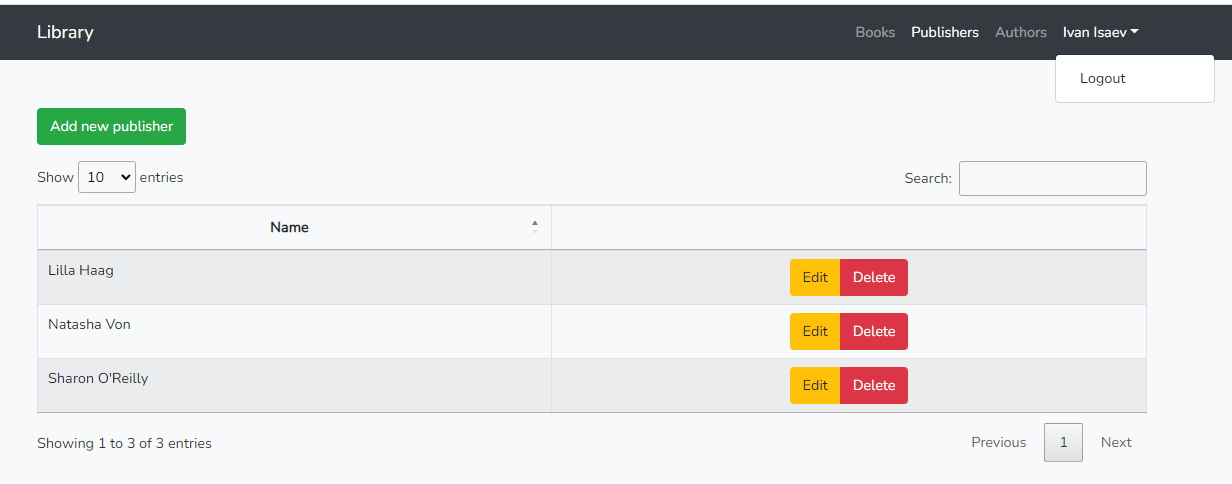 Library Books Publishers Authors Ivan Isaev
Logout
Add new publisher
Show 10 entries Search:
Name
Lilla Haag Edit Delete
Natasha Von Edit Delete
Sharon O'Reilly Edit Delete
Showing 1 to 3 of 3 entries Previous 1 Next